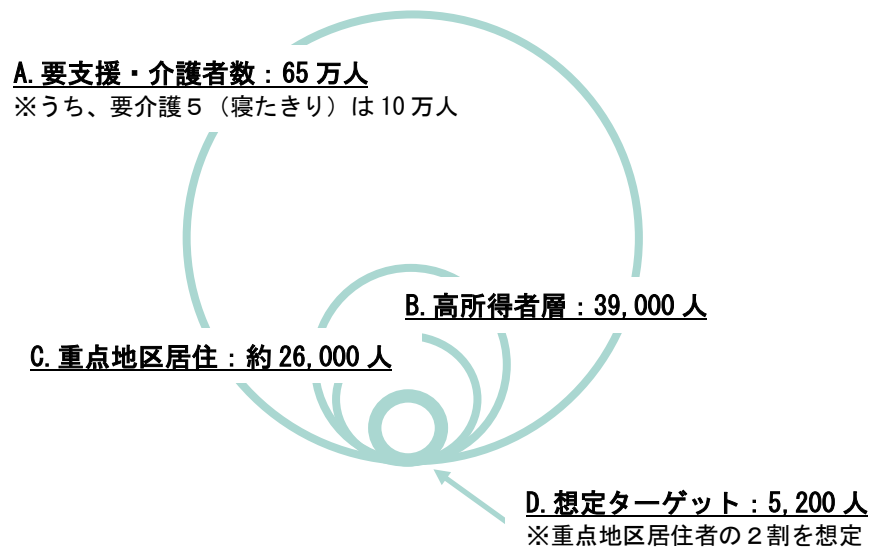 A.要支援・介護者数：65万人
※うち、要介護５（寝たきり）は10万人
B.高所得者層：39,000人
C.重点地区居住：約26,000人
D.想定ターゲット：5,200人
※重点地区居住者の２割を想定